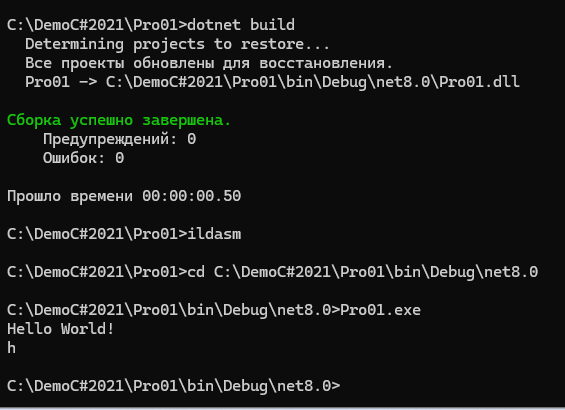 C:\DemoC#2021\Pro01>dotnet build
Determining projects to restore...
Все проекты обновлены для восстановления.
Pro01 -> C:\DemoC#2021\Pro01\bin\Debug\net8.0\Pro01.dll
Сборка успешно завершена.
Предупреждений: 0
Ошибок: 0
Прошло времени 00:00:00.50
C:\DemoC#2021\Pro01>ildasm
C:\DemoC#2021\Pro01>cd C:\DemoC#2021\Pro01\bin\Debug\net8.0
C:\DemoC#2021\Pro01\bin\Debug\net8.0>Pro01.exe
Hello World!
h
C:\DemoC#2021\Pro01\bin\Debug\net8.0>